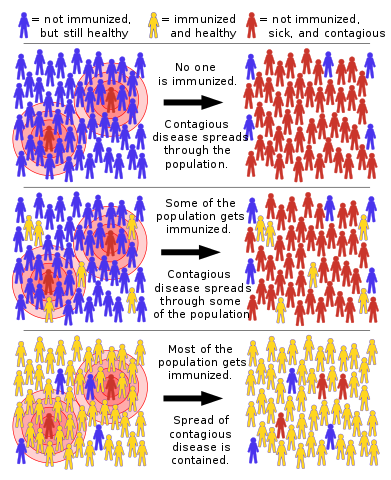 = not immunized,
but still healthy
= immunized
and healthy
= not immunized,
sick, and contagious
No one
is immunized.
Contagious
disease spreads
through the
population.
Some of the
population gets
immunized.
Contagious
disease spreads
through some
of the population
Most of the
population gets
immunized.
Spread of
contagious
disease is
contained.